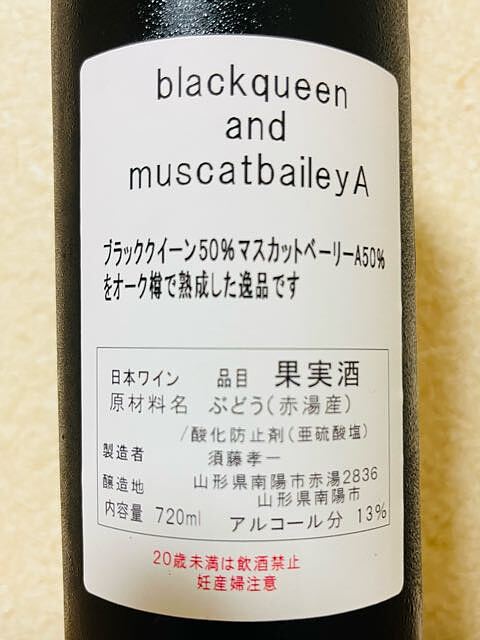 blackqueen
and
muscatbaileyA
ブラッククイーン50%マスカットベーリーA50%
をオーク樽で熟成した逸品です
日本ワイン 品目 果実酒
原材料名 ぶどう(赤湯産)
/酸化防止剤(亜硫酸塩)
製造者 須藤孝一
山形県南陽市赤湯2836
醸造地 山形県南陽市
内容量 720ml アルコール分 13%
20歳未満は飲酒禁止
妊産婦注意